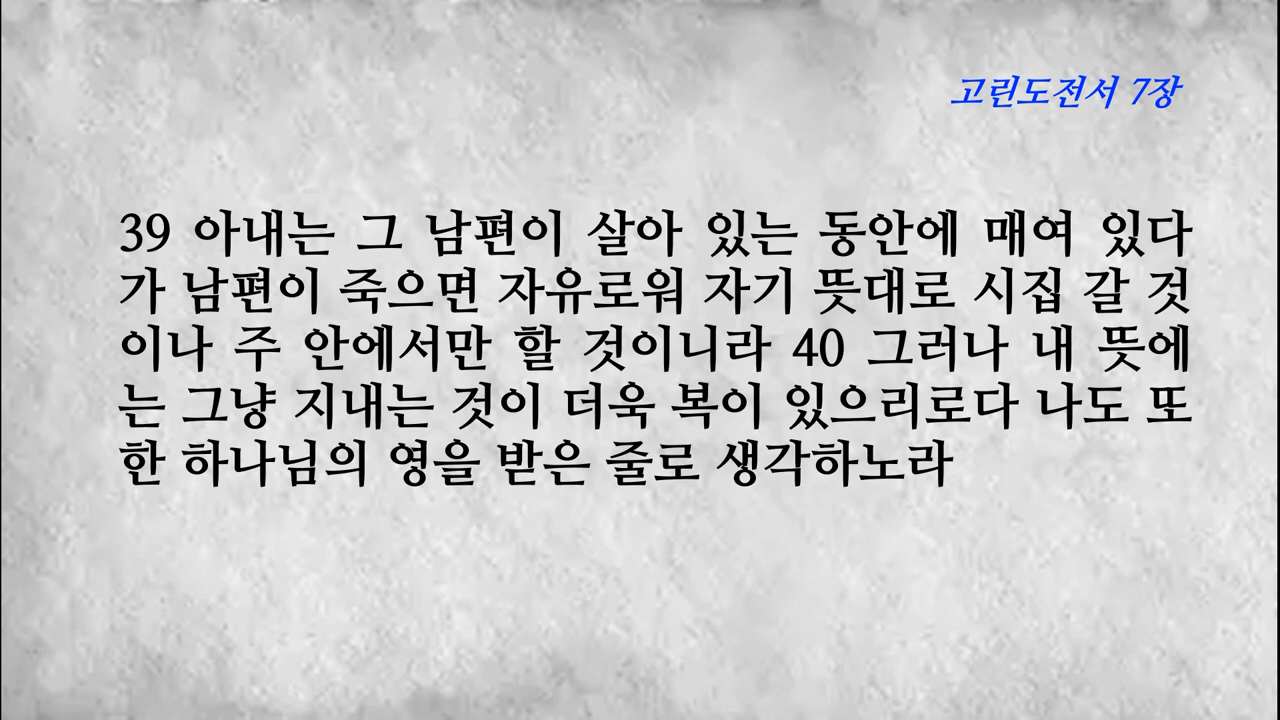 고린도전서 7장
39 아내는 그 남편이 살아 있는 동안에 매여 있다
가 남편이 죽으면 자유로워 자기 뜻대로 시집 갈 것
이나 주 안에서만 할 것이니라 40 그러나 내 뜻에
는 그냥 지내는 것이 더욱 복이 있으리로다 나도 또
한 하나님의 영을 받은 줄로 생각하노라